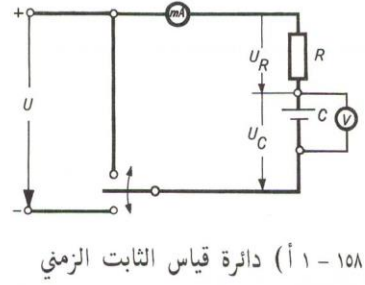 +
mA
U_R
R
U
U_C
C
V
−
١٥٨ – ١ أ) دائرة قياس الثابت الزمني